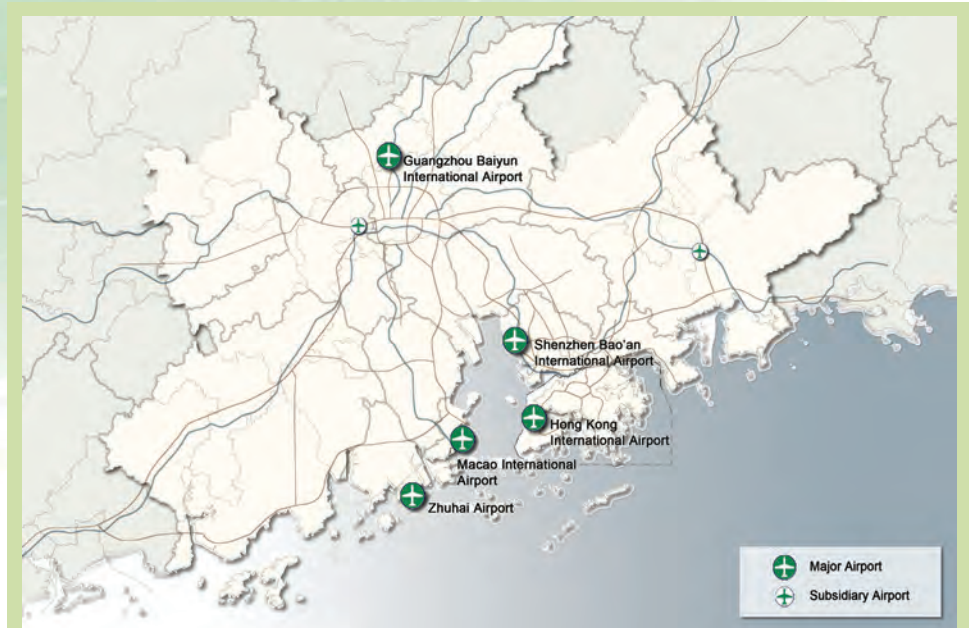 Guangzhou Baiyun
International Airport
Shenzhen Bao'an
International Airport
Hong Kong
International Airport
Macao International
Airport
Zhuhai Airport
Major Airport
Subsidiary Airport